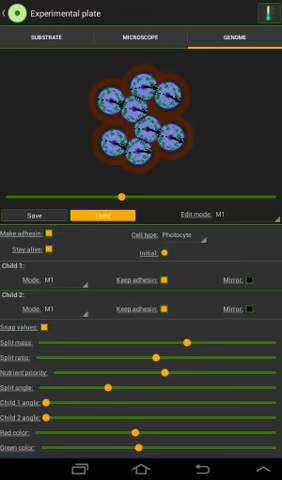 Experimental plate
SUBSTRATE MICROSCOPE GENOME
Save Load Edit mode: M1
Make adhesin: Cell type: Photocyte
Stay alive: Initial:
Child 1:
Mode: M1 Keep adhesin: Mirror:
Child 2:
Mode: M1 Keep adhesin: Mirror:
Snap values:
Split mass:
Split ratio:
Nutrient priority:
Split angle:
Child 1 angle:
Child 2 angle:
Red color:
Green color: